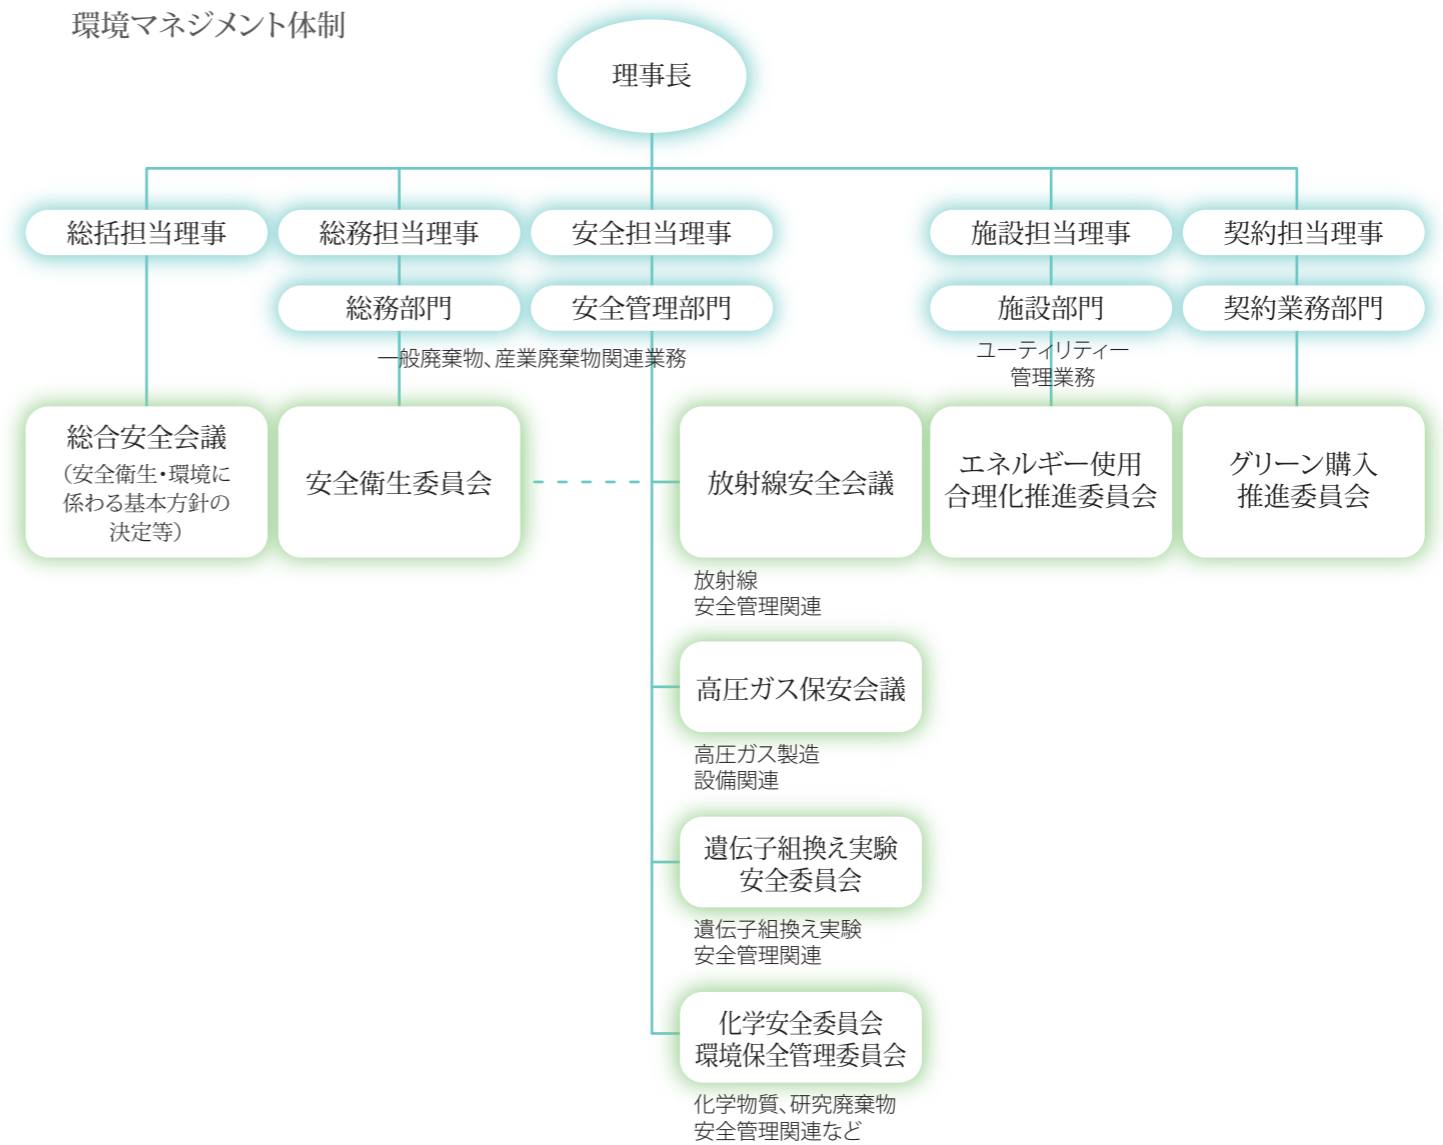 環境マネジメント体制
理事長
総括担当理事
総務担当理事
安全担当理事
施設担当理事
契約担当理事
総務部門
安全管理部門
施設部門
契約業務部門
一般廃棄物、産業廃棄物関連業務
ユーティリティー
管理業務
総合安全会議
（安全衛生・環境に
係わる基本方針の
決定等）
安全衛生委員会
放射線安全会議
エネルギー使用
合理化推進委員会
グリーン購入
推進委員会
放射線
安全管理関連
高圧ガス保安会議
高圧ガス製造
設備関連
遺伝子組換え実験
安全委員会
遺伝子組換え実験
安全管理関連
化学安全委員会
環境保全管理委員会
化学物質、研究廃棄物
安全管理関連など